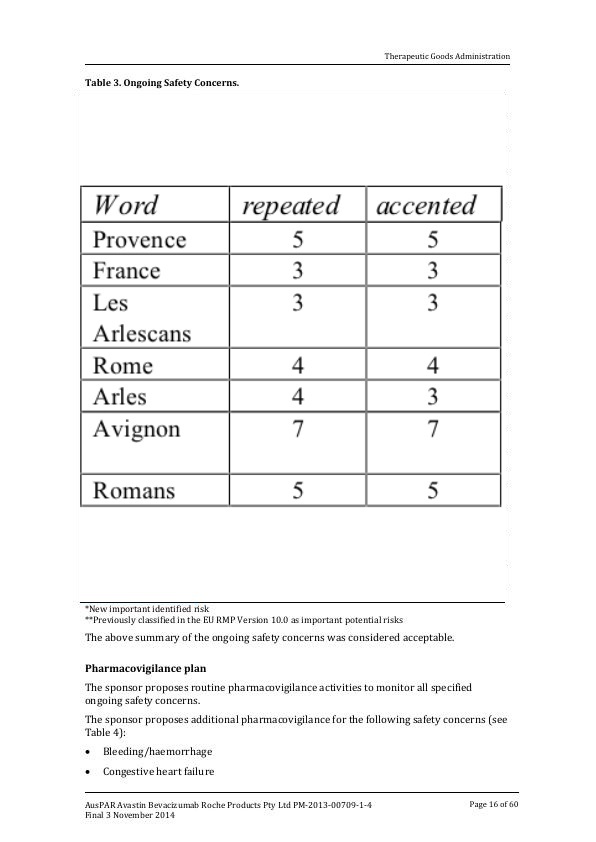 Therapeutic Goods Administration
Table 3. Ongoing Safety Concerns.
Word repeated accented
Provence 5 5
France 3 3
Les 3 3
Arlescans
Rome 4 4
Arles 4 3
Avignon 7 7
Romans 5 5
*New important identified risk
**Previously classified in the EU RMP Version 10.0 as important potential risks
The above summary of the ongoing safety concerns was considered acceptable.
Pharmacovigilance plan
The sponsor proposes routine pharmacovigilance activities to monitor all specified
ongoing safety concerns.
The sponsor proposes additional pharmacovigilance for the following safety concerns (see
Table 4):
• Bleeding/haemorrhage
• Congestive heart failure
AusPAR Avastin Bevacizumab Roche Products Pty Ltd PM-2013-00709-1-4 Page 16 of 60
Final 3 November 2014